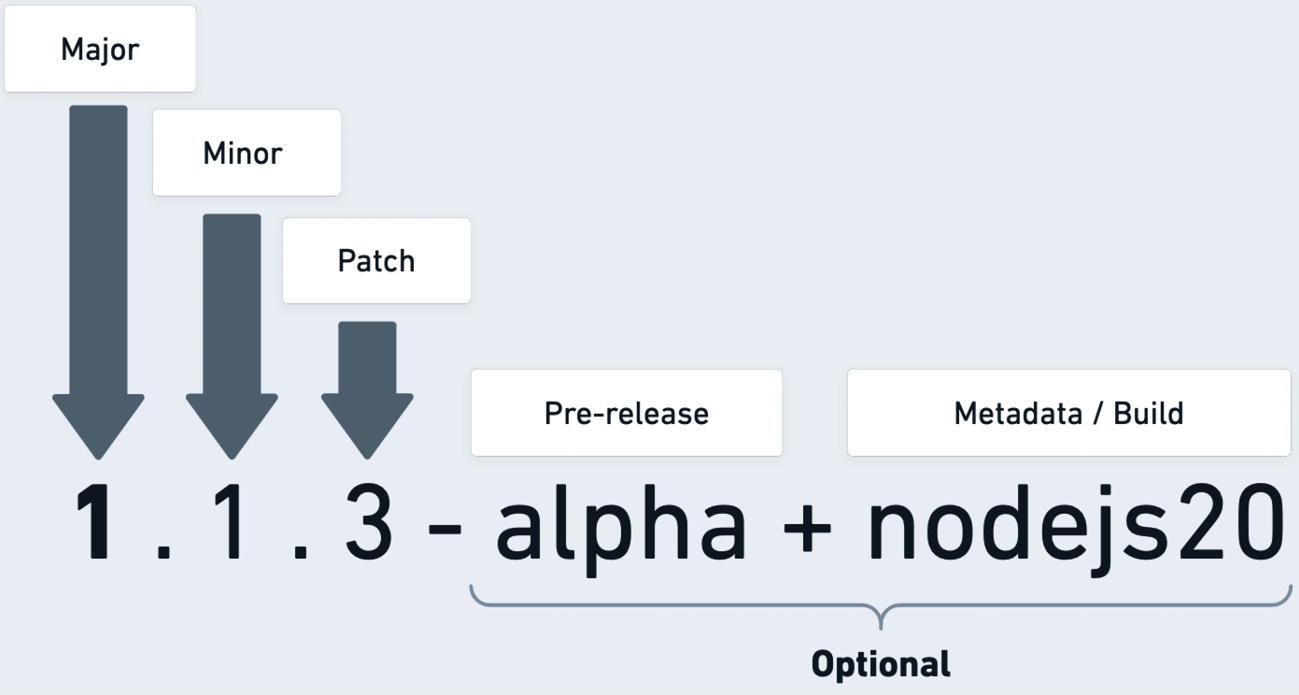 Major
Minor
Patch
Pre-release
Metadata / Build
1 . 1 . 3 - alpha + nodejs20
Optional